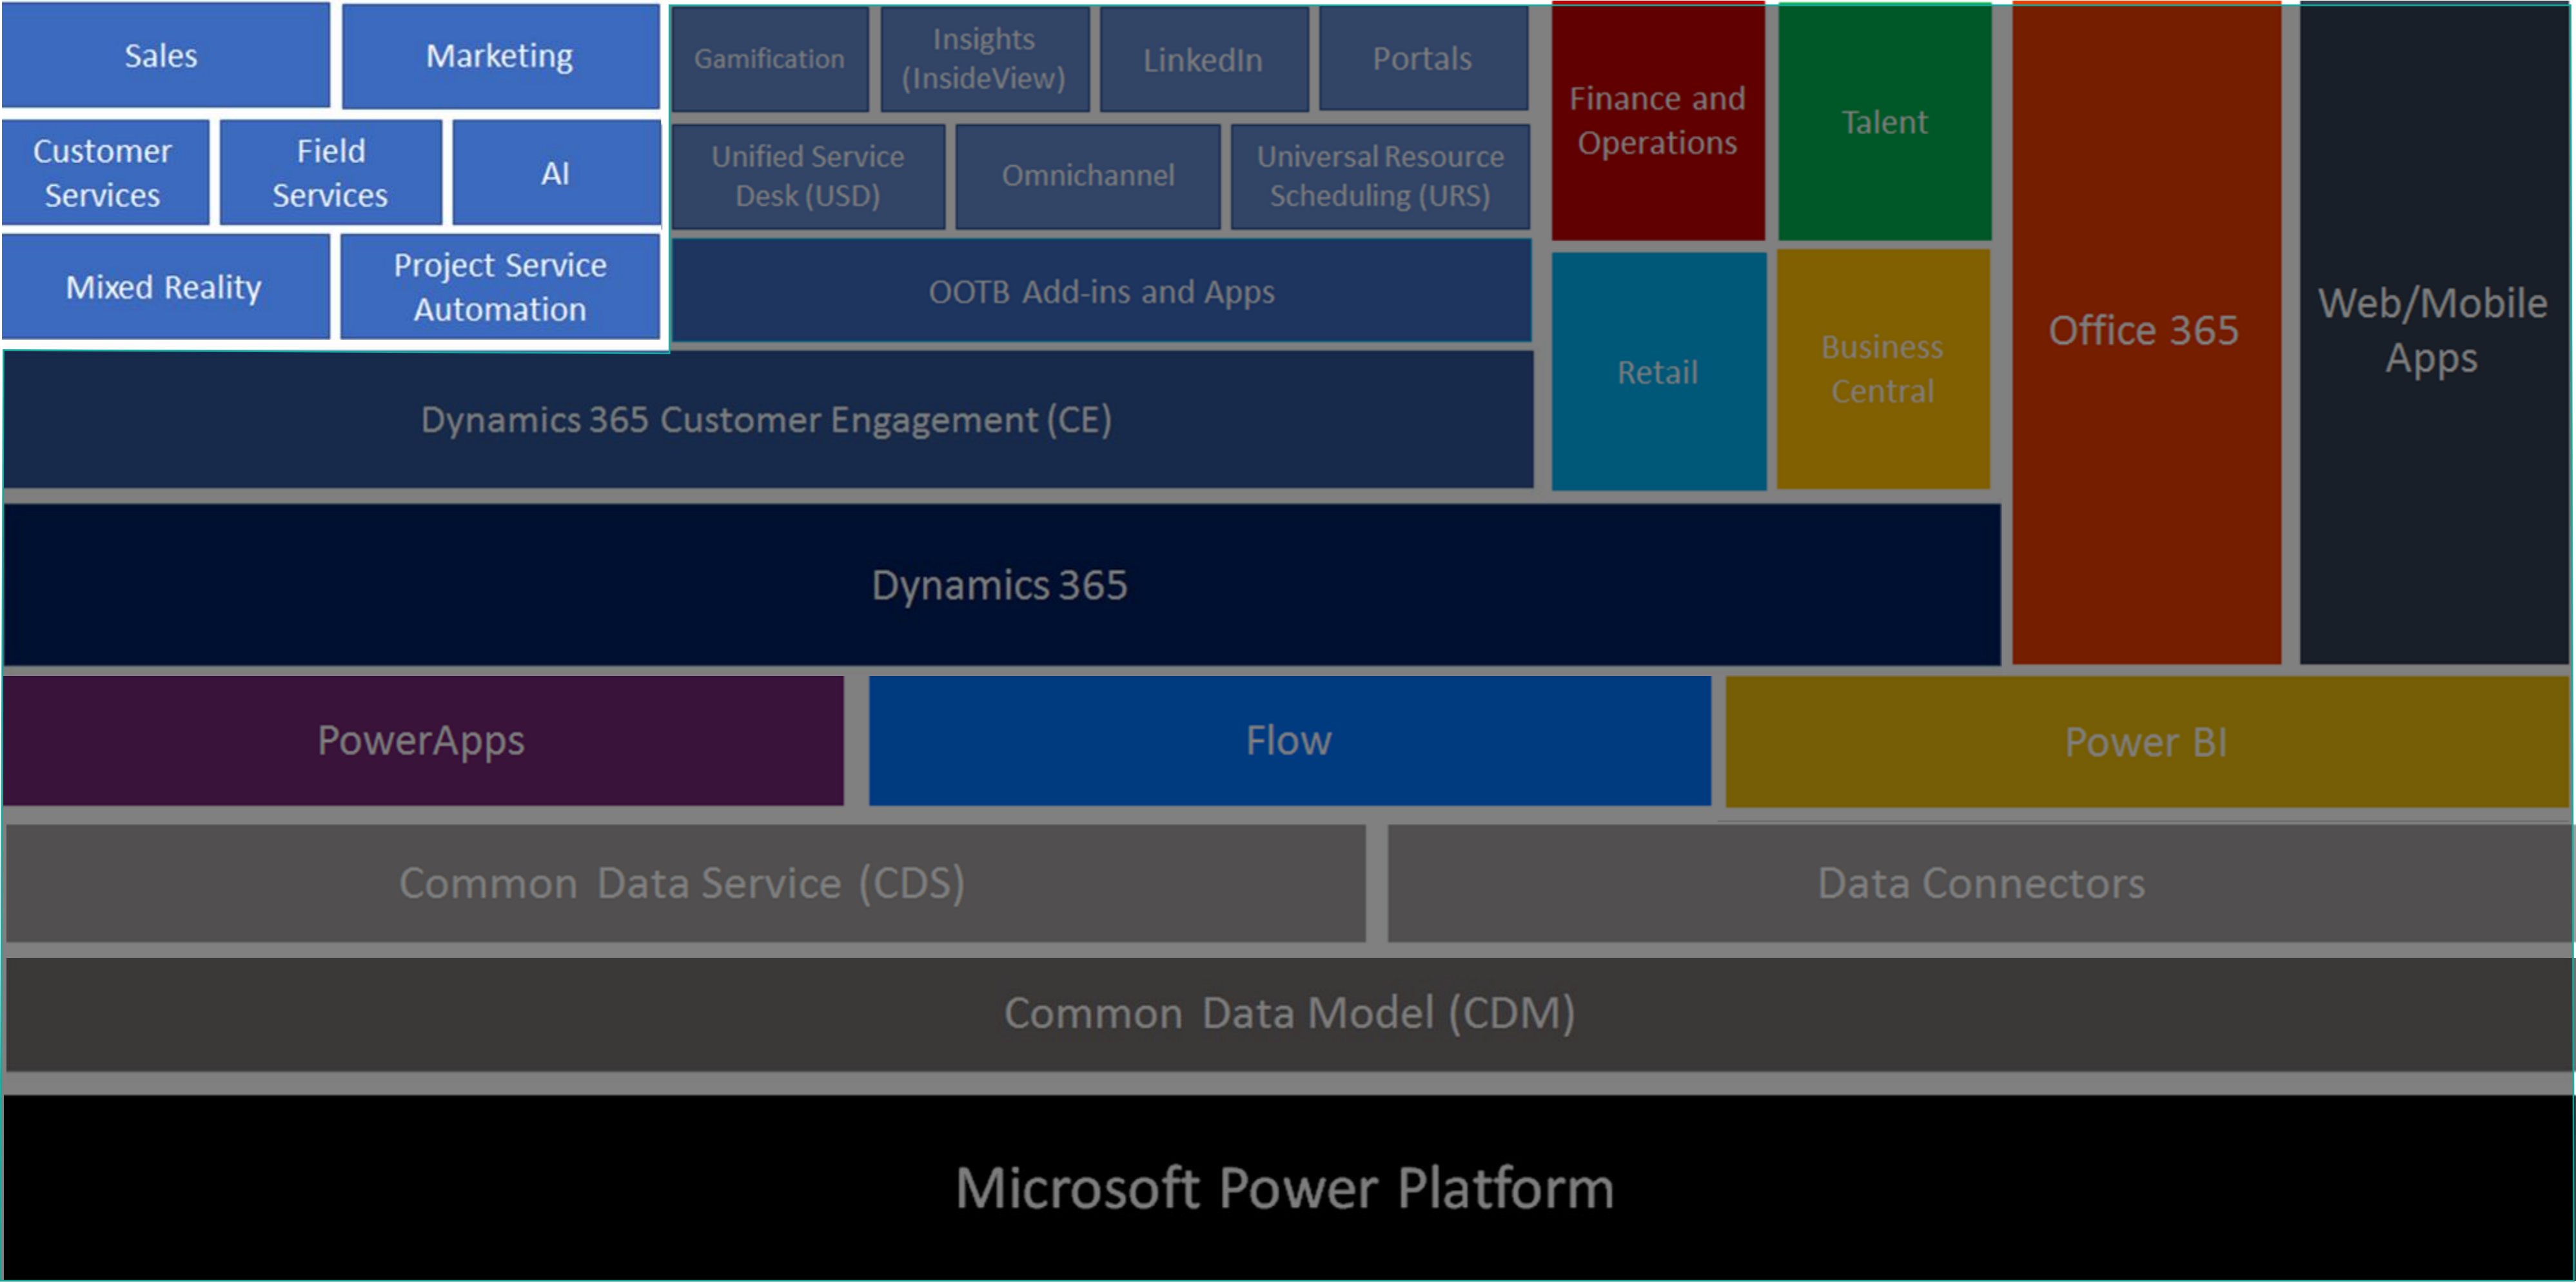 Sales
Marketing
Gamification
Insights
(InsideView)
LinkedIn
Portals
Finance and
Operations
Talent
Customer
Services
Field
Services
AI
Unified Service
Desk (USD)
Omnichannel
Universal Resource
Scheduling (URS)
Mixed Reality
Project Service
Automation
OOTB Add-ins and Apps
Retail
Business
Central
Office 365
Web/Mobile
Apps
Dynamics 365 Customer Engagement (CE)
Dynamics 365
PowerApps
Flow
Power BI
Common Data Service (CDS)
Data Connectors
Common Data Model (CDM)
Microsoft Power Platform